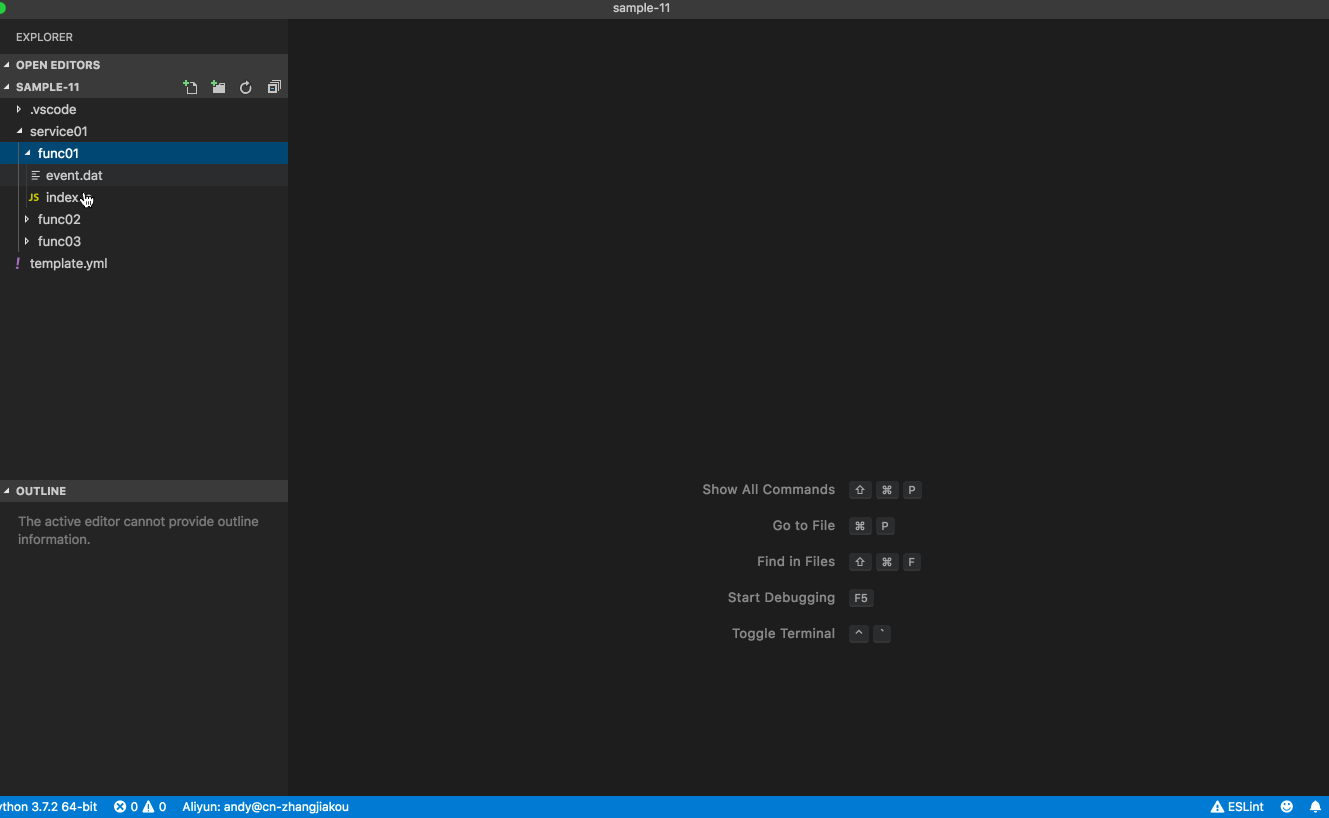 sample-11
EXPLORER
OPEN EDITORS
SAMPLE-11
.vscode
service01
func01
event.dat
JS index
func02
func03
! template.yml
OUTLINE
The active editor cannot provide outline
information.
Show All Commands ⇧ ⌘ P
Go to File ⌘ P
Find in Files ⇧ ⌘ F
Start Debugging F5
Toggle Terminal ^ `
ython 3.7.2 64-bit 0 0 Aliyun: andy@cn-zhangjiakou ESLint